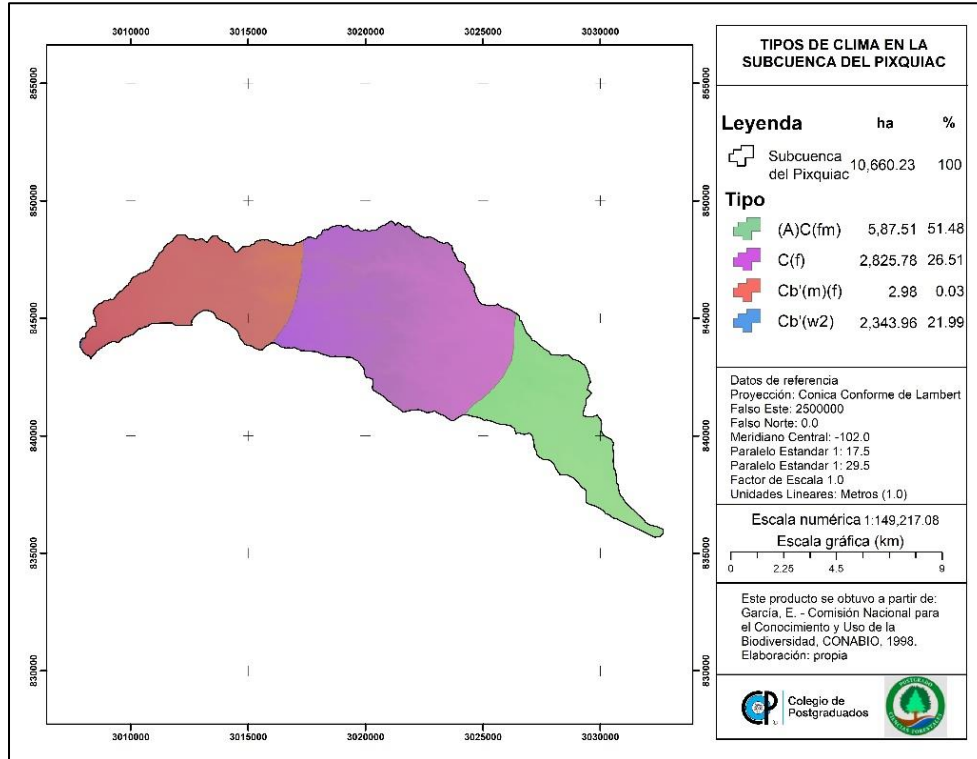 3010000 3015000 3020000 3025000 3030000
855000 855000
850000 850000
845000 845000
840000 840000
835000 835000
830000 830000
3010000 3015000 3020000 3025000 3030000
TIPOS DE CLIMA EN LA
SUBCUENCA DEL PIXQUIAC
Leyenda ha %
Subcuenca
del Pixquiac 10,660.23 100
Tipo
(A)C(fm) 5,87.51 51.48
C(f) 2,825.78 26.51
Cb'(m)(f) 2.98 0.03
Cb'(w2) 2,343.96 21.99
Datos de referencia
Proyección: Conica Conforme de Lambert
Falso Este: 2500000
Falso Norte: 0.0
Meridiano Central: -102.0
Paralelo Estandar 1: 17.5
Paralelo Estandar 1: 29.5
Factor de Escala 1.0
Unidades Lineares: Metros (1.0)
Escala numérica 1:149,217.08
Escala gráfica (km)
0 2.25 4.5 9
Este producto se obtuvo a partir de:
García, E. - Comisión Nacional para
el Conocimiento y Uso de la
Biodiversidad, CONABIO, 1998.
Elaboración: propia
CP
Colegio de
Postgraduados
POSTGRADO
CIENCIAS FORESTALES